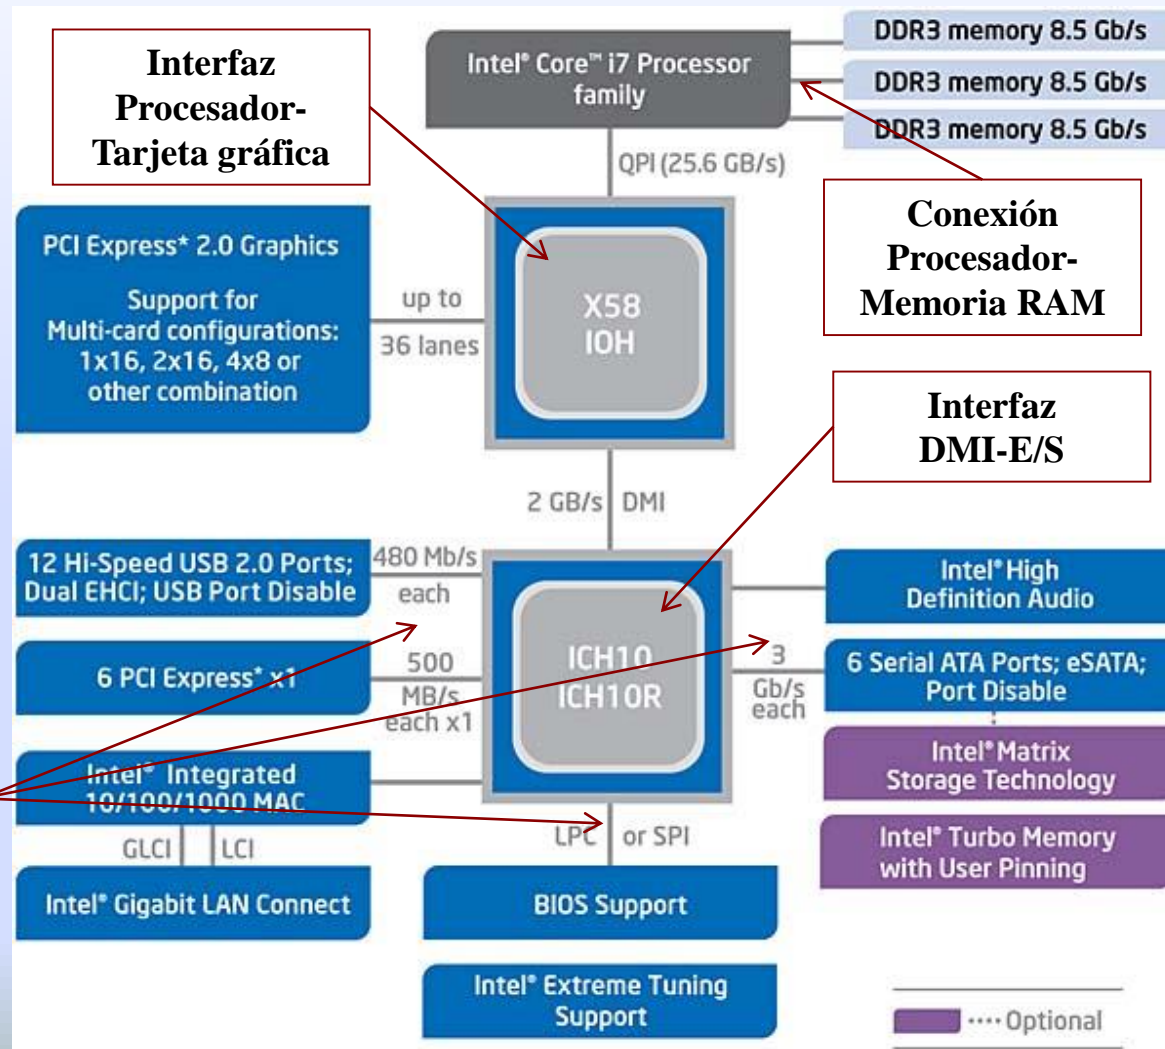 Interfaz
Procesador-
Tarjeta gráfica
Intel® Core™ i7 Processor
family
DDR3 memory 8.5 Gb/s
DDR3 memory 8.5 Gb/s
DDR3 memory 8.5 Gb/s
QPI (25.6 GB/s)
Conexión
Procesador-
Memoria RAM
PCI Express* 2.0 Graphics
Support for
Multi-card configurations:
1x16, 2x16, 4x8 or
other combination
up to
36 lanes
X58
IOH
Interfaz
DMI-E/S
2 GB/s DMI
12 Hi-Speed USB 2.0 Ports;
Dual EHCI; USB Port Disable
480 Mb/s
each
Intel® High
Definition Audio
6 PCI Express* x1
500
MB/s
each x1
ICH10
ICH10R
3
Gb/s
each
6 Serial ATA Ports; eSATA;
Port Disable
Intel® Matrix
Storage Technology
Intel® Integrated
10/100/1000 MAC
GLCI LCI
LPC or SPI
Intel® Turbo Memory
with User Pinning
Intel® Gigabit LAN Connect
BIOS Support
Intel® Extreme Tuning
Support
Optional